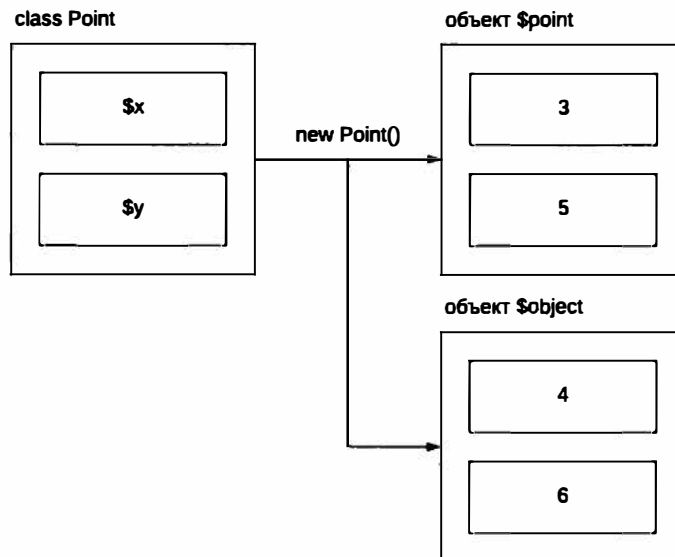 class Point
$x
$y
new Point()
объект $point
3
5
объект $object
4
6